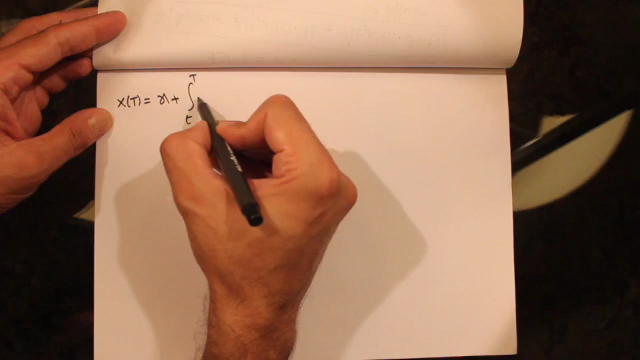 X(T) = x + ∫_t^T